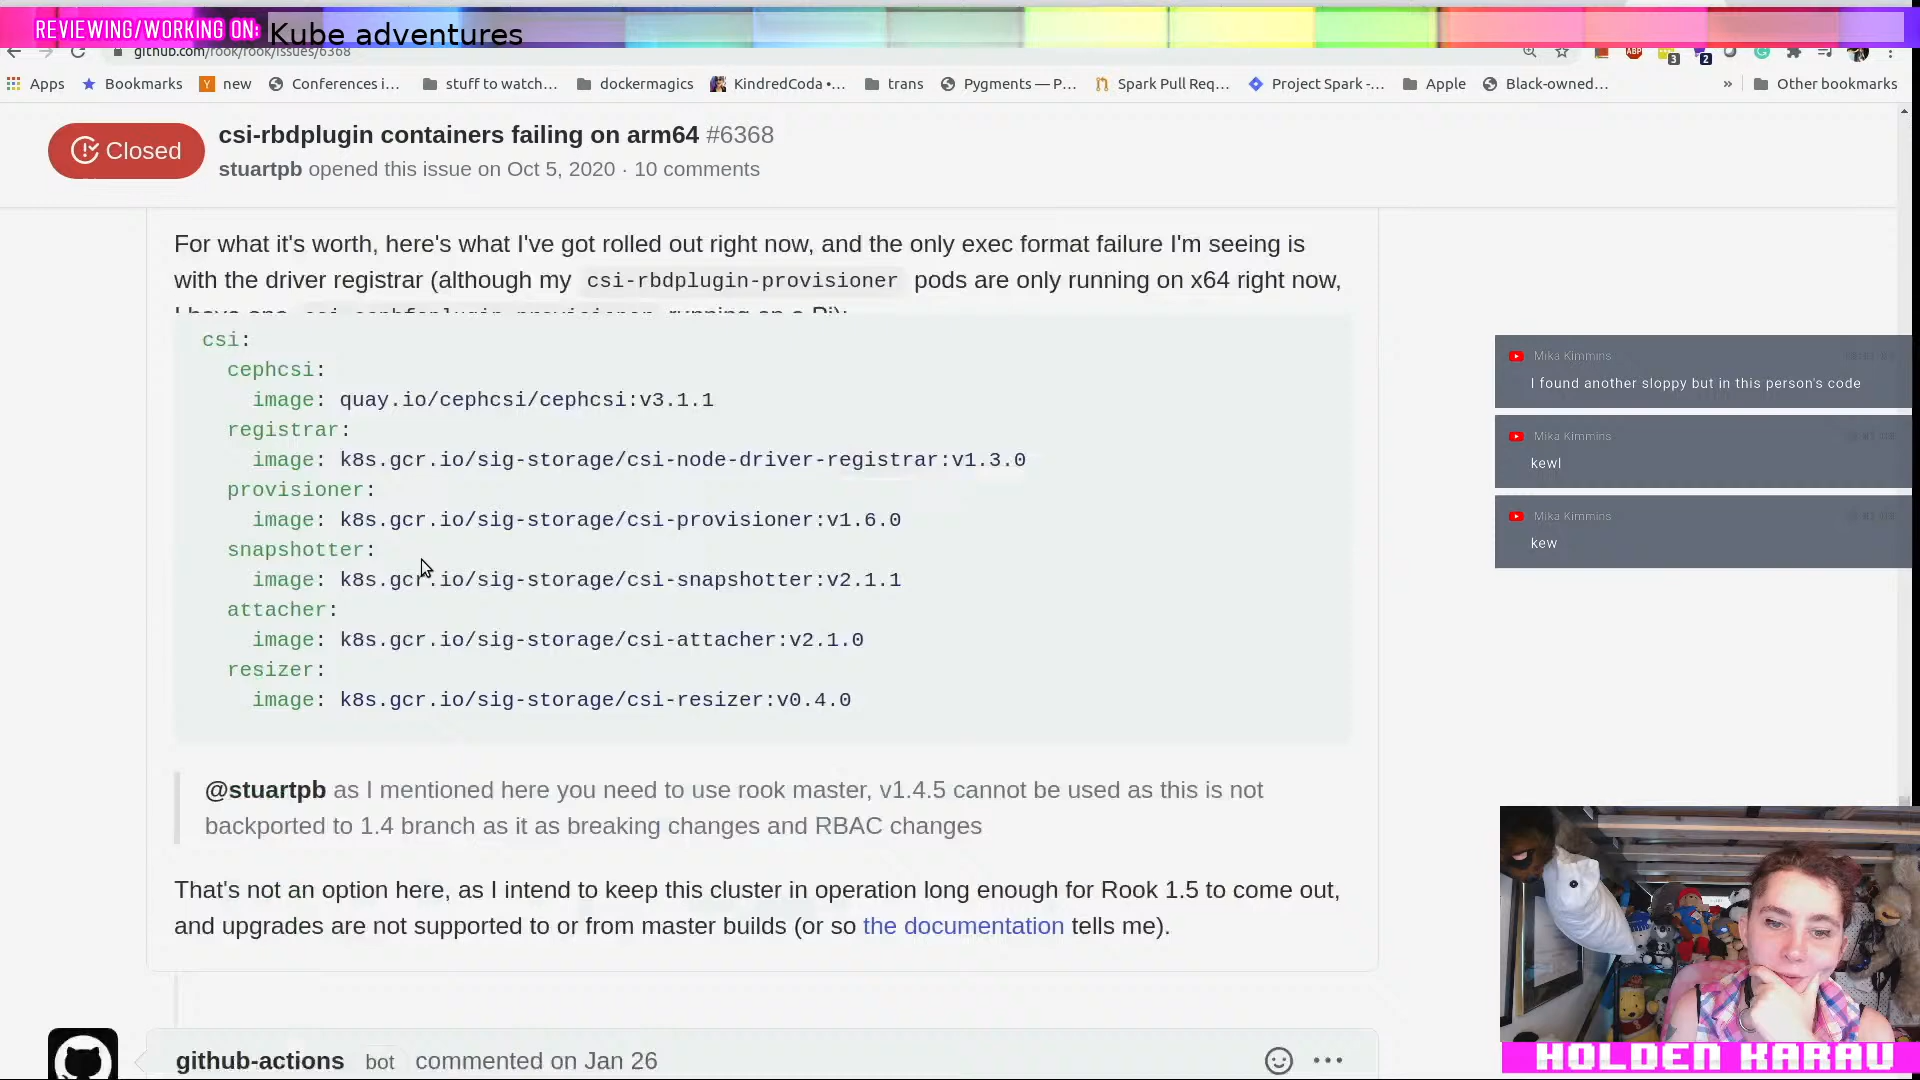 REVIEWING/WORKING ON: Kube adventures
github.com/rook/rook/issues/6368
3
2
Apps Bookmarks new Conferences i... stuff to watch... dockermagics KindredCoda •... trans Pygments — P... Spark Pull Req... Project Spark -... Apple Black-owned... » Other bookmarks
Closed
csi-rbdplugin containers failing on arm64 #6368
stuartpb opened this issue on Oct 5, 2020 · 10 comments
For what it's worth, here's what I've got rolled out right now, and the only exec format failure I'm seeing is
with the driver registrar (although my csi-rbdplugin-provisioner pods are only running on x64 right now,
I have one csi-cephfsplugin-provisioner running on a Pi):
csi:
cephcsi:
image: quay.io/cephcsi/cephcsi:v3.1.1
registrar:
image: k8s.gcr.io/sig-storage/csi-node-driver-registrar:v1.3.0
provisioner:
image: k8s.gcr.io/sig-storage/csi-provisioner:v1.6.0
snapshotter:
image: k8s.gcr.io/sig-storage/csi-snapshotter:v2.1.1
attacher:
image: k8s.gcr.io/sig-storage/csi-attacher:v2.1.0
resizer:
image: k8s.gcr.io/sig-storage/csi-resizer:v0.4.0
@stuartpb as I mentioned here you need to use rook master, v1.4.5 cannot be used as this is not
backported to 1.4 branch as it as breaking changes and RBAC changes
That's not an option here, as I intend to keep this cluster in operation long enough for Rook 1.5 to come out,
and upgrades are not supported to or from master builds (or so the documentation tells me).
github-actions bot commented on Jan 26
Mika Kimmins
I found another sloppy but in this person's code
Mika Kimmins
kewl
Mika Kimmins
kew
HOLDEN KARAU